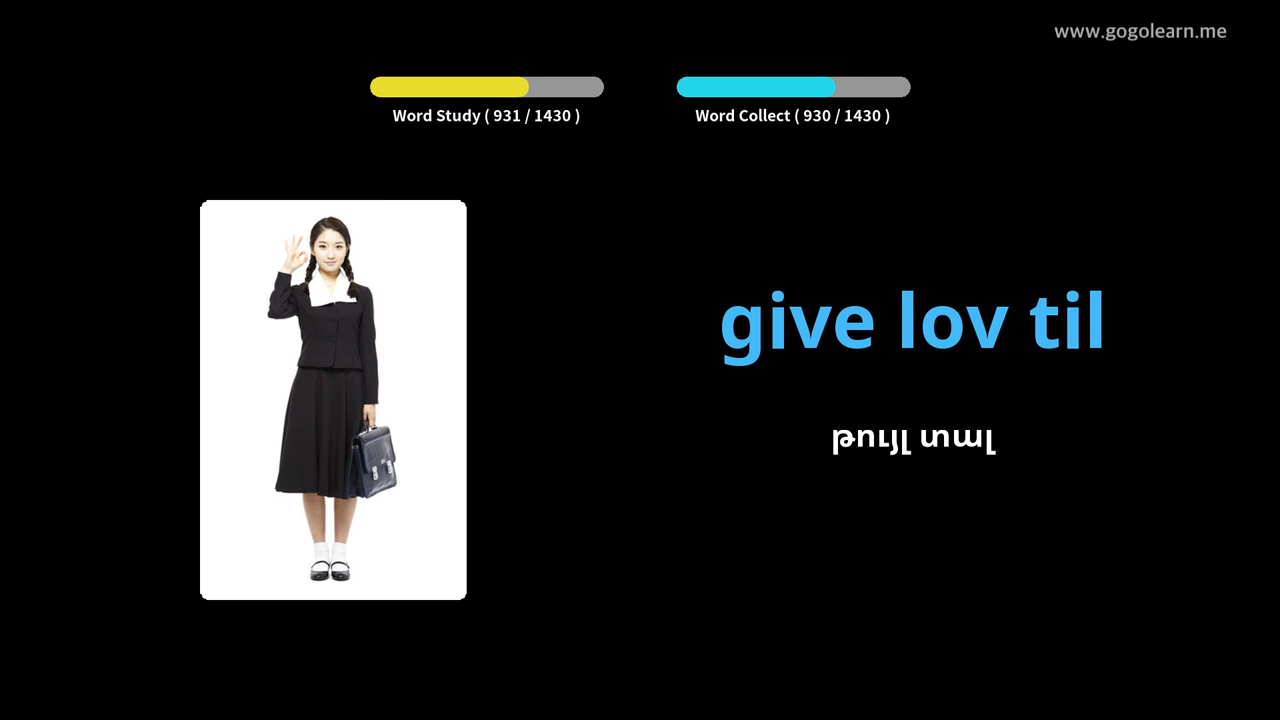 www.gogolearn.me
Word Study ( 931 / 1430 )
Word Collect ( 930 / 1430 )
give lov til
թույլ տալ